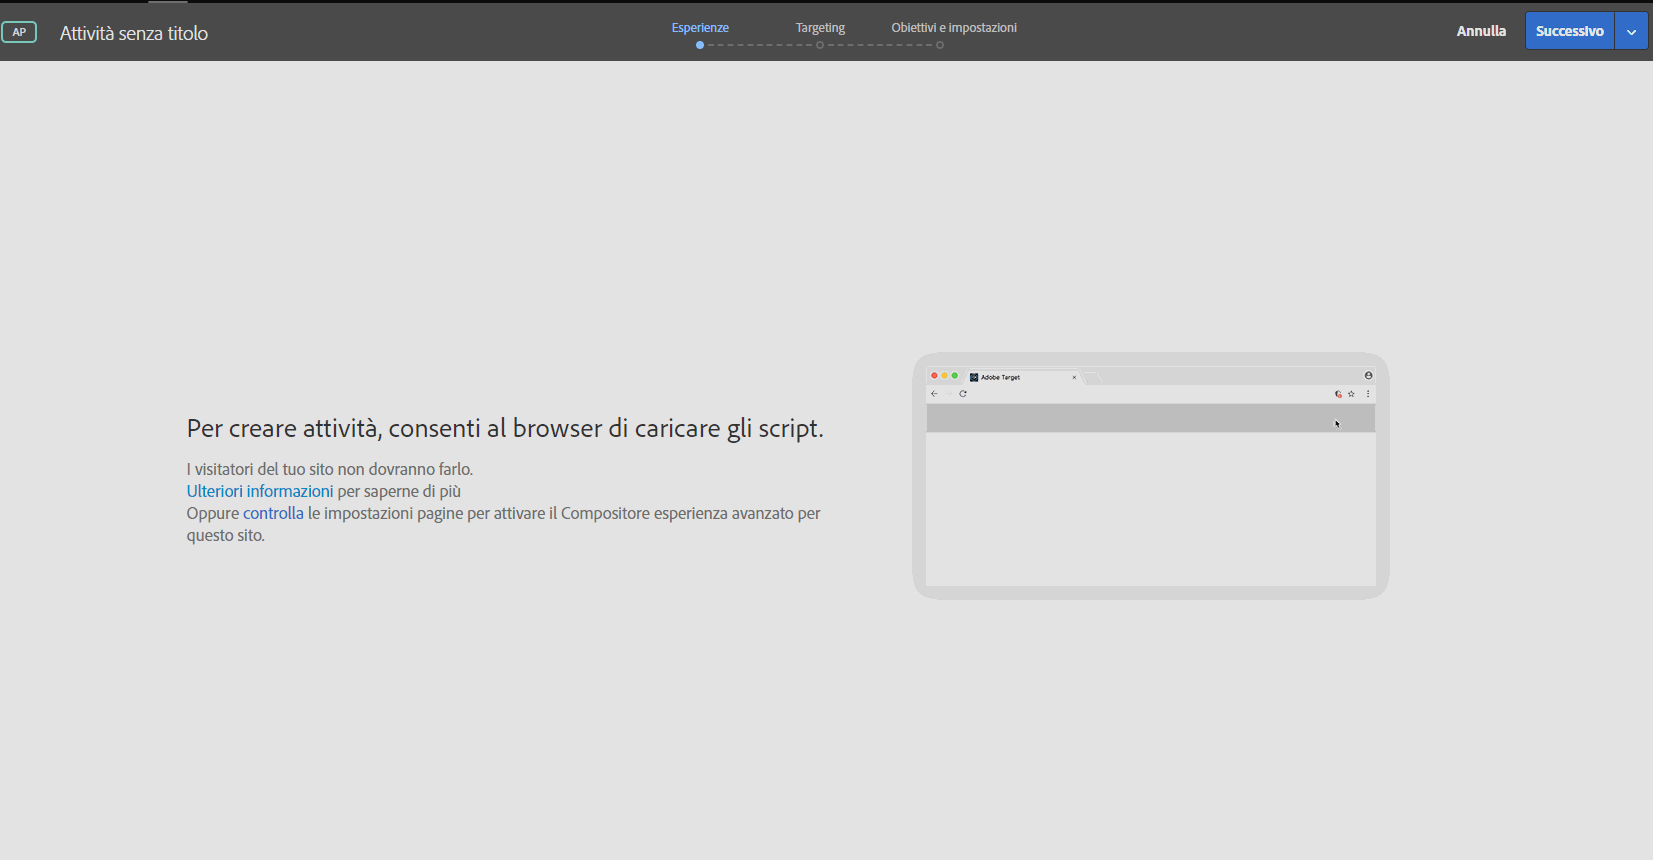 AP
Attività senza titolo
Esperienze
Targeting
Obiettivi e impostazioni
Annulla
Successivo
Per creare attività, consenti al browser di caricare gli script.
I visitatori del tuo sito non dovranno farlo.
Ulteriori informazioni per saperne di più
Oppure controlla le impostazioni pagine per attivare il Compositore esperienza avanzato per
questo sito.
Adobe Target